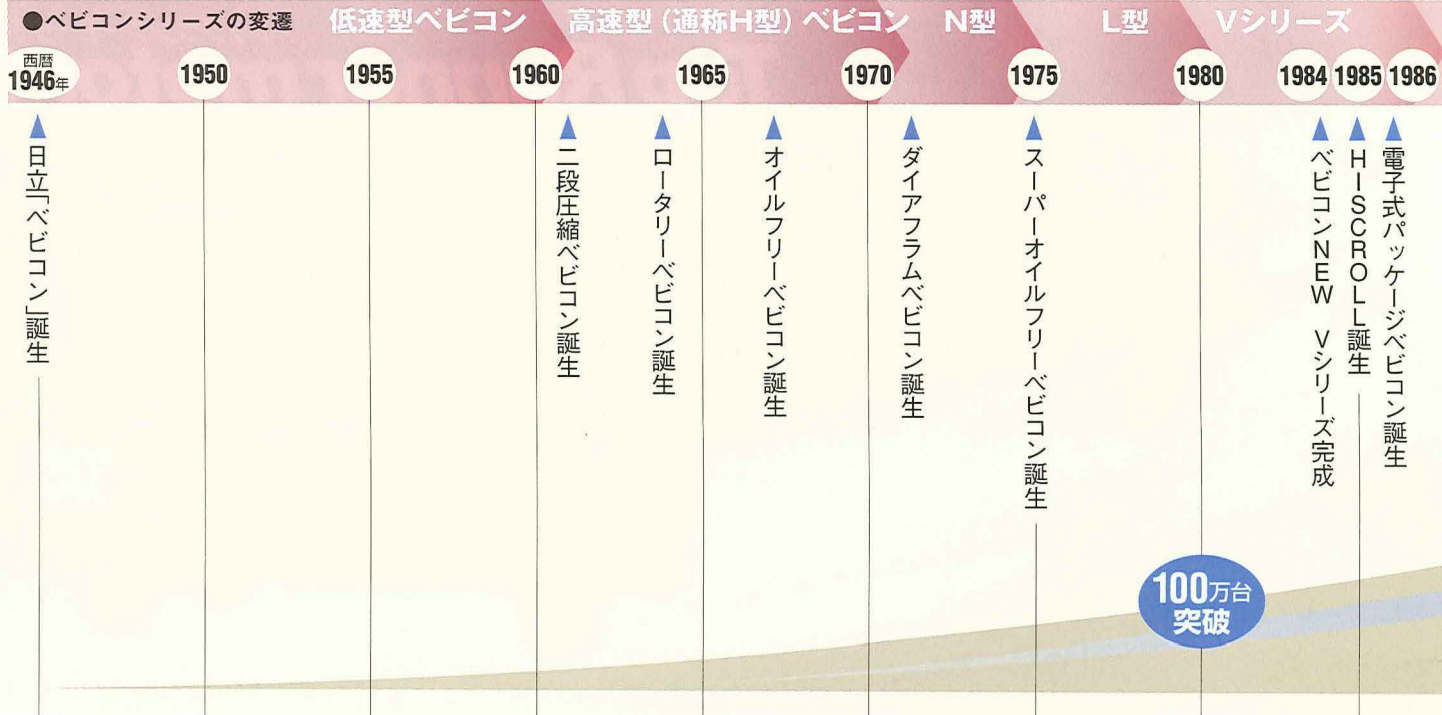 ●ベビコンシリーズの変遷
低速型ベビコン
高速型(通称H型)ベビコン
N型
L型
Vシリーズ
西暦
1946年
1950
1955
1960
1965
1970
1975
1980
1984
1985
1986
日立「ベビコン」誕生
二段圧縮ベビコン誕生
ロータリーベビコン誕生
オイルフリーベビコン誕生
ダイアフラムベビコン誕生
スーパーオイルフリーベビコン誕生
ベビコンNEW Vシリーズ完成
HISCROLL誕生
電子式パッケージベビコン誕生
100万台
突破